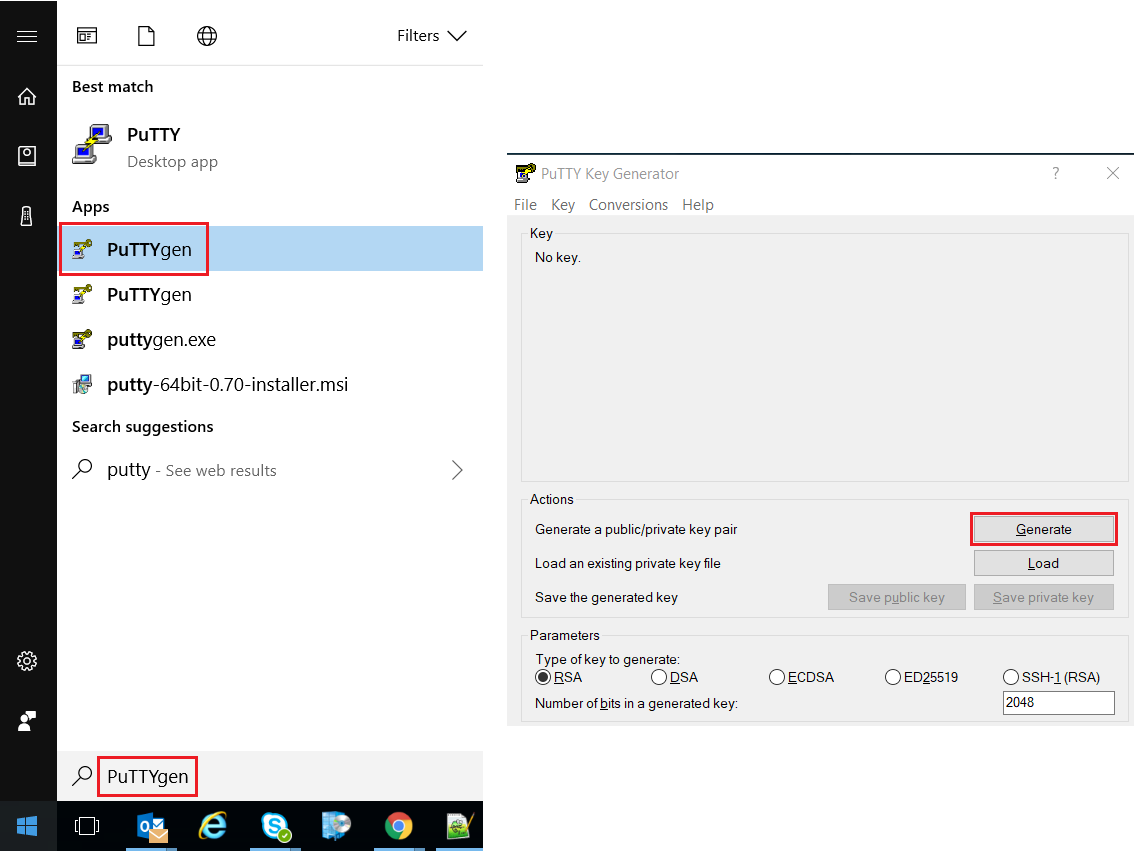 Filters
Best match
PuTTY
Desktop app
Apps
PuTTYgen
PuTTYgen
puttygen.exe
putty-64bit-0.70-installer.msi
Search suggestions
putty - See web results
PuTTYgen
PuTTY Key Generator
?
File Key Conversions Help
Key
No key.
Actions
Generate a public/private key pair Generate
Load an existing private key file Load
Save the generated key Save public key Save private key
Parameters
Type of key to generate:
RSA DSA ECDSA ED25519 SSH-1 (RSA)
Number of bits in a generated key: 2048